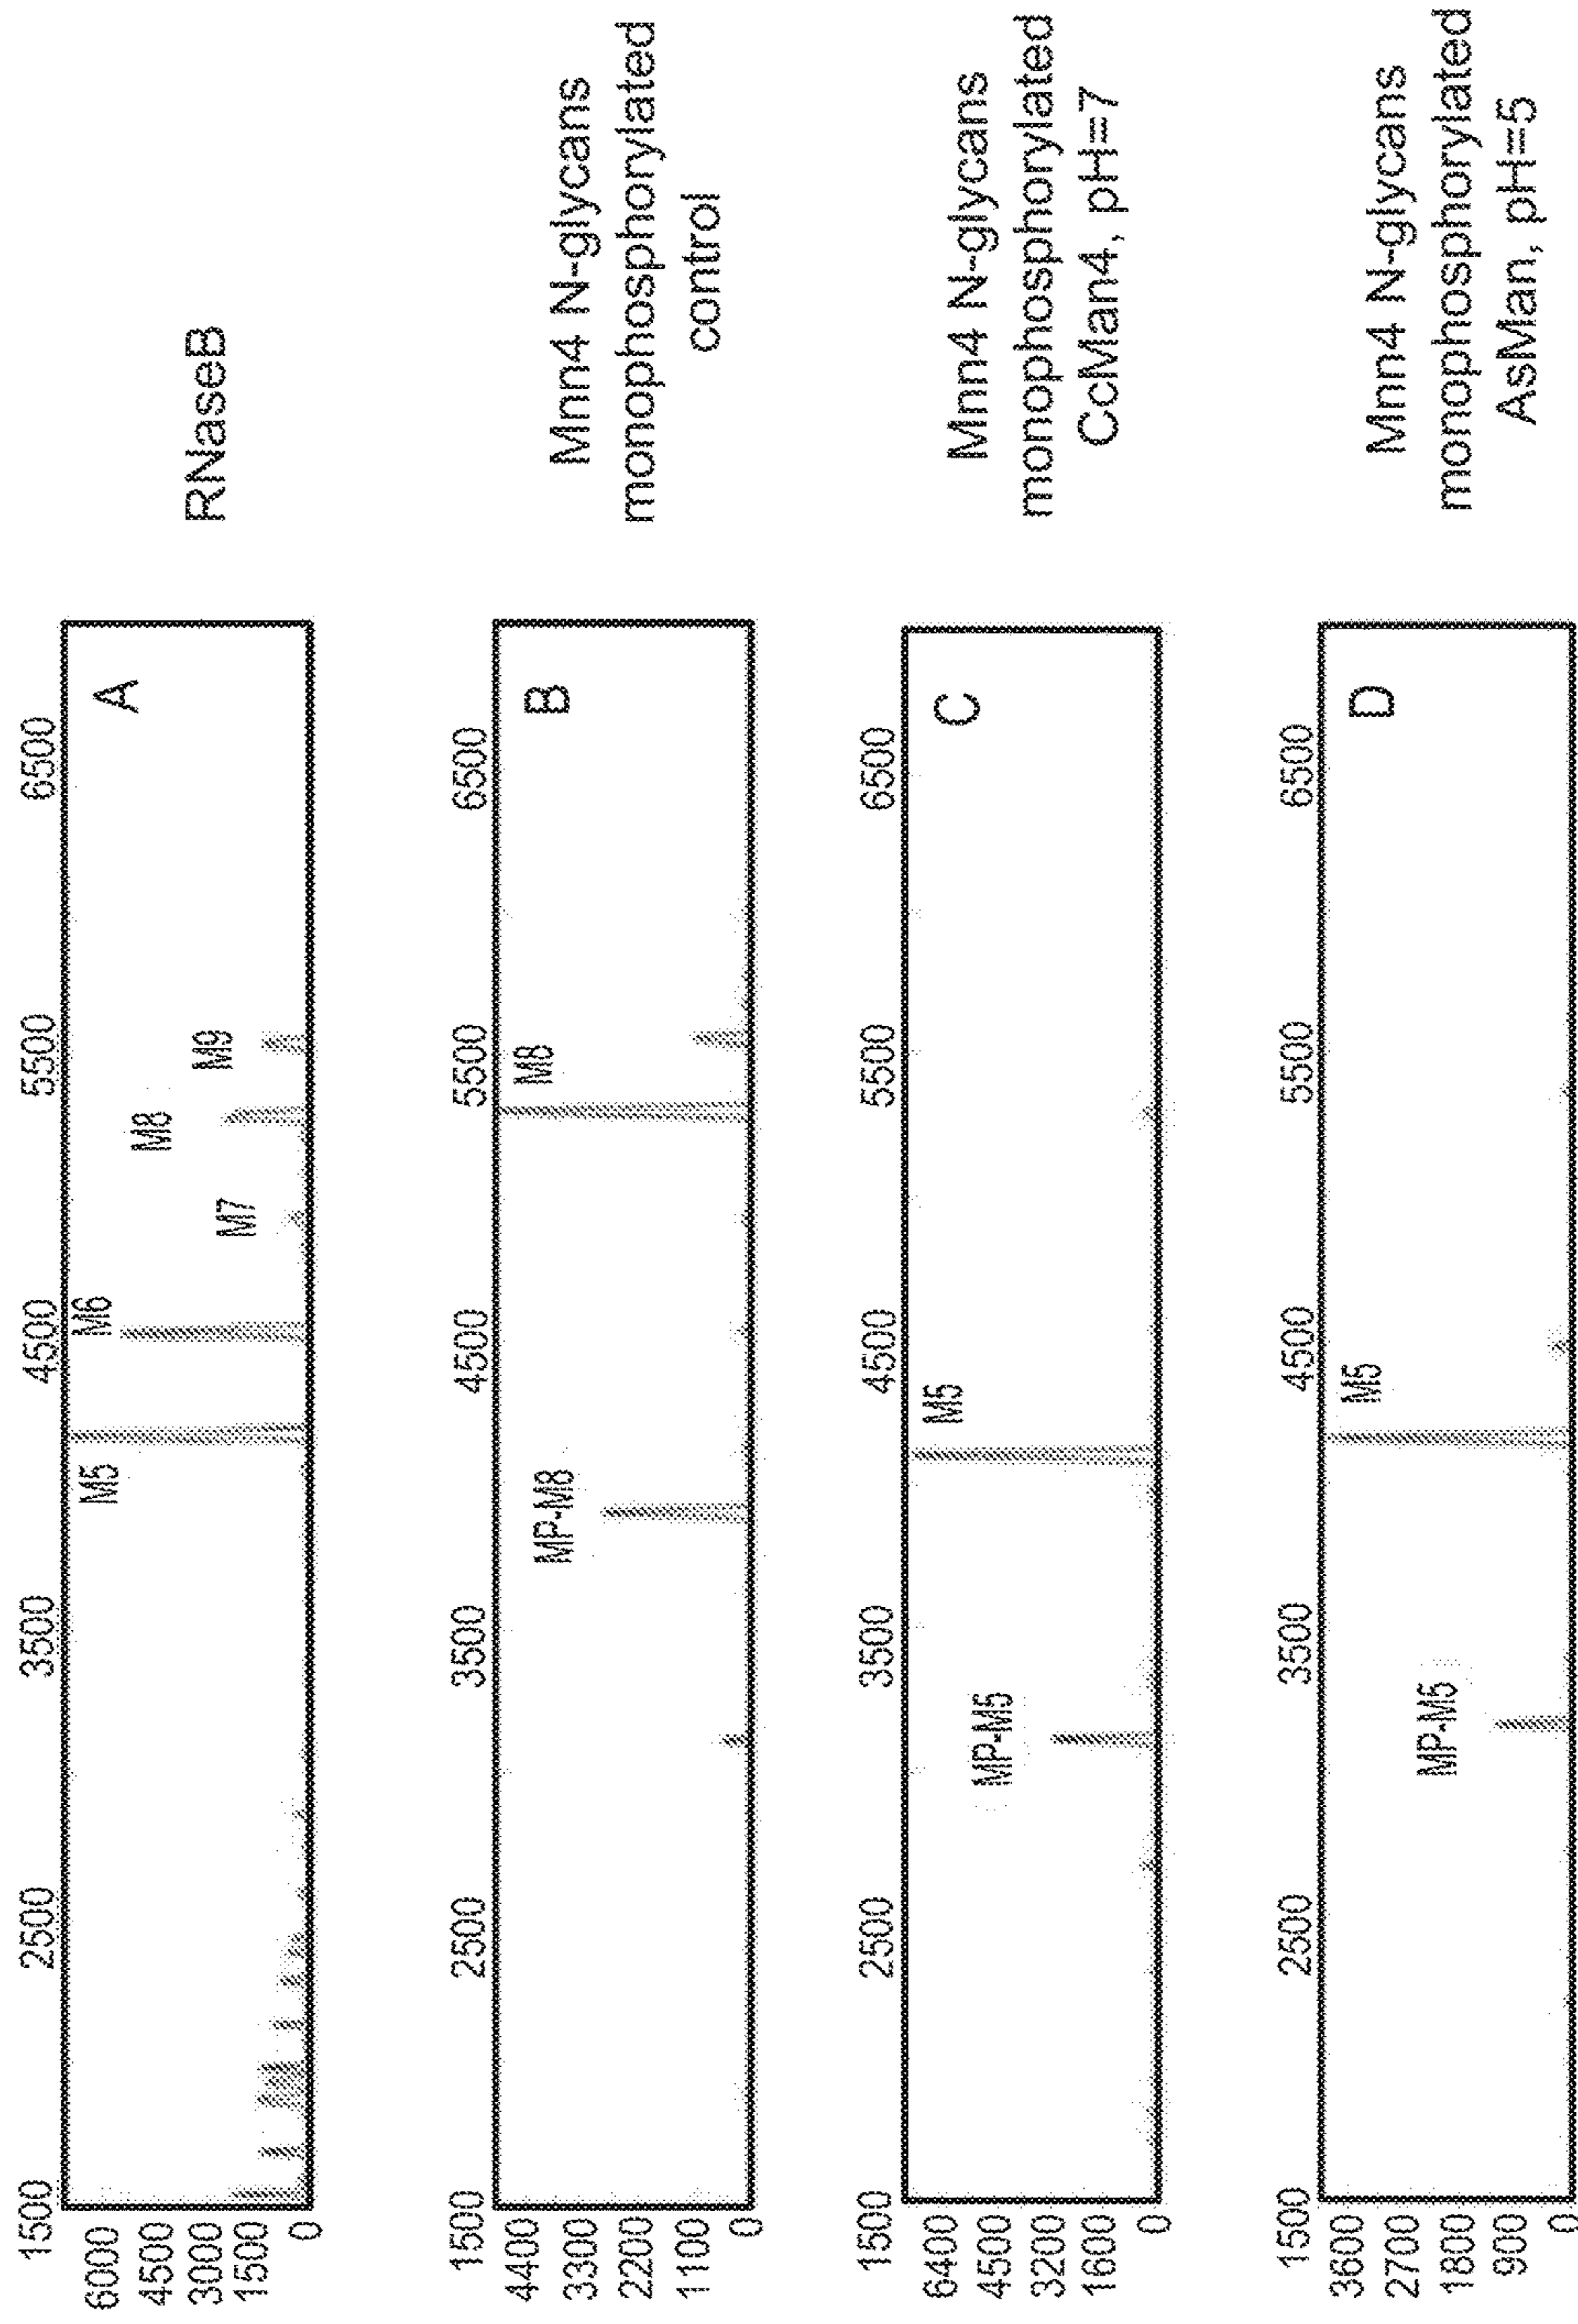 1500 2500 3500 4500 5500 6500
6000
4500
3000
1500
0
M5
M6
M7
M8
M9
A
RNaseB
1500 2500 3500 4500 5500 6500
4400
3300
2200
1100
0
MP-M8
M8
B
Mnn4 N-glycans
monophosphorylated
control
1500 2500 3500 4500 5500 6500
6400
4500
3200
1600
0
MP-M5
M5
C
Mnn4 N-glycans
monophosphorylated
CcMan4, pH=7
1500 2500 3500 4500 5500 6500
3600
2700
1800
900
0
MP-M5
M5
D
Mnn4 N-glycans
monophosphorylated
AsMan, pH=5